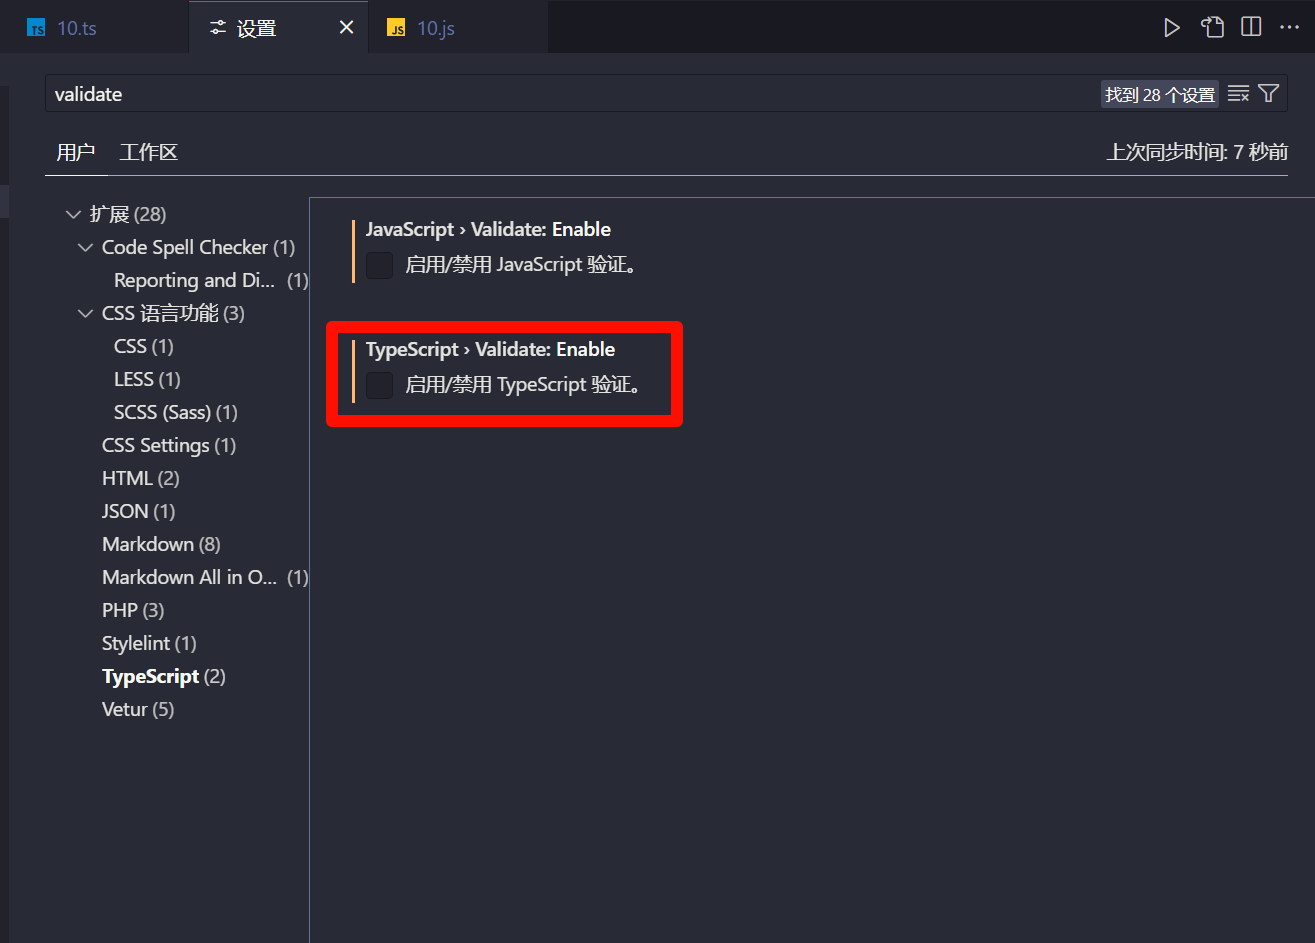 TS 10.ts
设置
JS 10.js
validate
找到 28 个设置
用户
工作区
上次同步时间: 7 秒前
扩展 (28)
Code Spell Checker (1)
Reporting and Di... (1)
CSS 语言功能 (3)
CSS (1)
LESS (1)
SCSS (Sass) (1)
CSS Settings (1)
HTML (2)
JSON (1)
Markdown (8)
Markdown All in O... (1)
PHP (3)
Stylelint (1)
TypeScript (2)
Vetur (5)
JavaScript › Validate: Enable
启用/禁用 JavaScript 验证。
TypeScript › Validate: Enable
启用/禁用 TypeScript 验证。